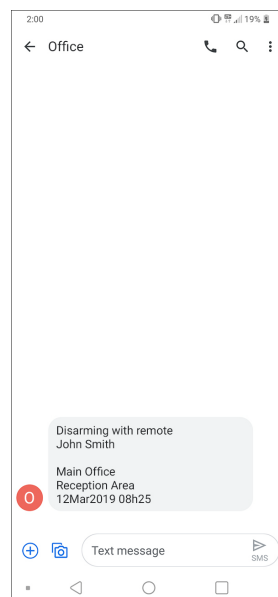 2:00
19%
Office
Disarming with remote
John Smith
Main Office
Reception Area
12Mar2019 08h25
O
Text message
SMS